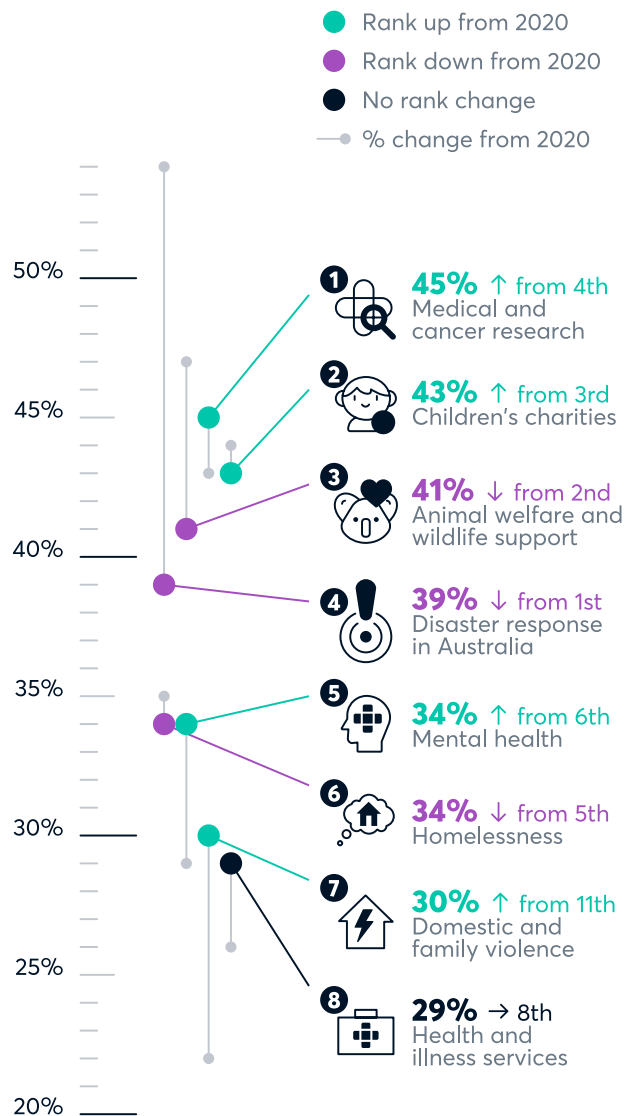 Rank up from 2020
Rank down from 2020
No rank change
% change from 2020
50%
45%
40%
35%
30%
25%
20%
1
45% ↑ from 4th
Medical and
cancer research
2
43% ↑ from 3rd
Children's charities
3
41% ↓ from 2nd
Animal welfare and
wildlife support
4
39% ↓ from 1st
Disaster response
in Australia
5
34% ↑ from 6th
Mental health
6
34% ↓ from 5th
Homelessness
7
30% ↑ from 11th
Domestic and
family violence
8
29% → 8th
Health and
illness services